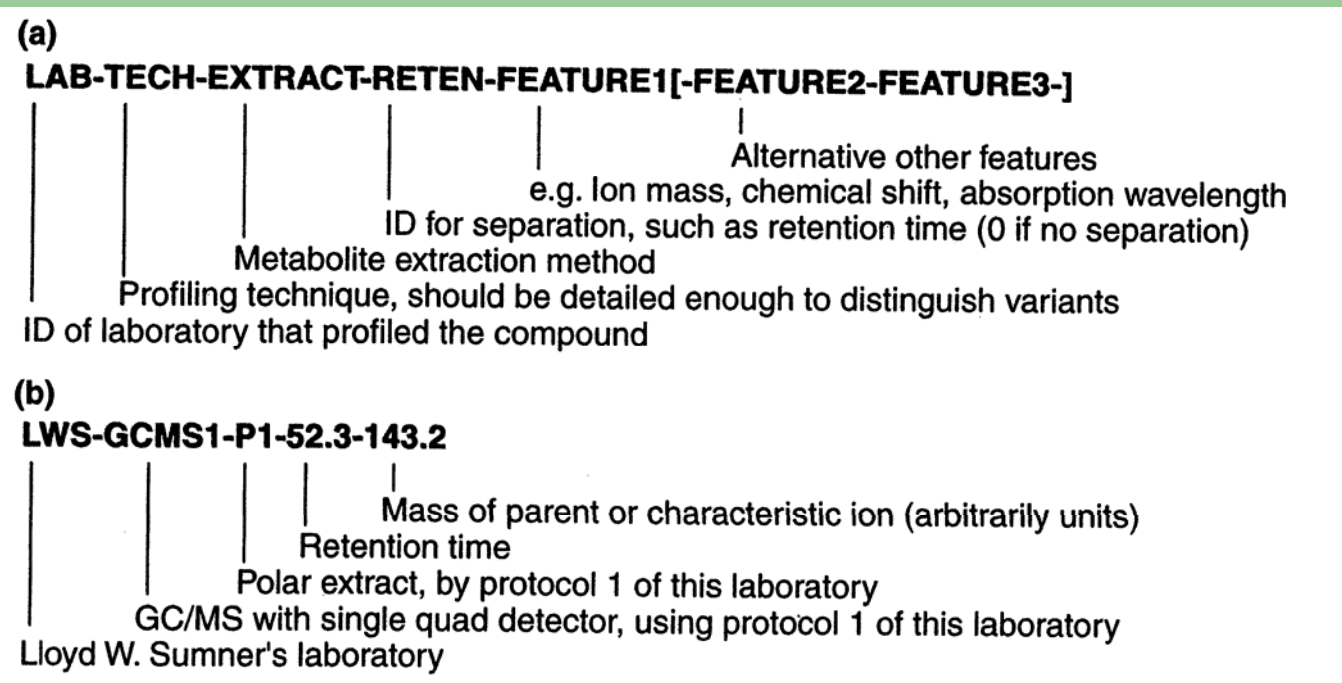 (a)
LAB-TECH-EXTRACT-RETEN-FEATURE1[-FEATURE2-FEATURE3-]
Alternative other features
e.g. Ion mass, chemical shift, absorption wavelength
ID for separation, such as retention time (0 if no separation)
Metabolite extraction method
Profiling technique, should be detailed enough to distinguish variants
ID of laboratory that profiled the compound
(b)
LWS-GCMS1-P1-52.3-143.2
Mass of parent or characteristic ion (arbitrarily units)
Retention time
Polar extract, by protocol 1 of this laboratory
GC/MS with single quad detector, using protocol 1 of this laboratory
Lloyd W. Sumner's laboratory